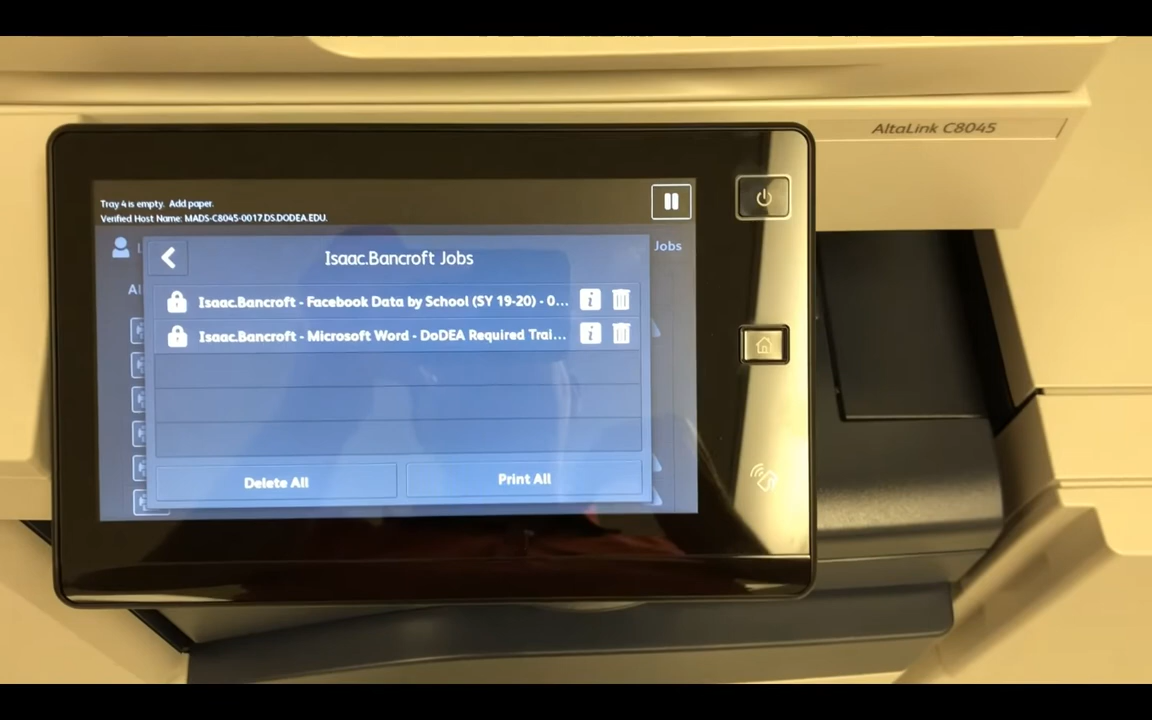 AltaLink C8045
Tray 4 is empty. Add paper.
Verified Host Name: MADS-C8045-0017.DS.DODEA.EDU.
Jobs
Isaac.Bancroft Jobs
Isaac.Bancroft - Facebook Data by School (SY 19-20) - 0...
Isaac.Bancroft - Microsoft Word - DoDEA Required Trai...
Delete All
Print All